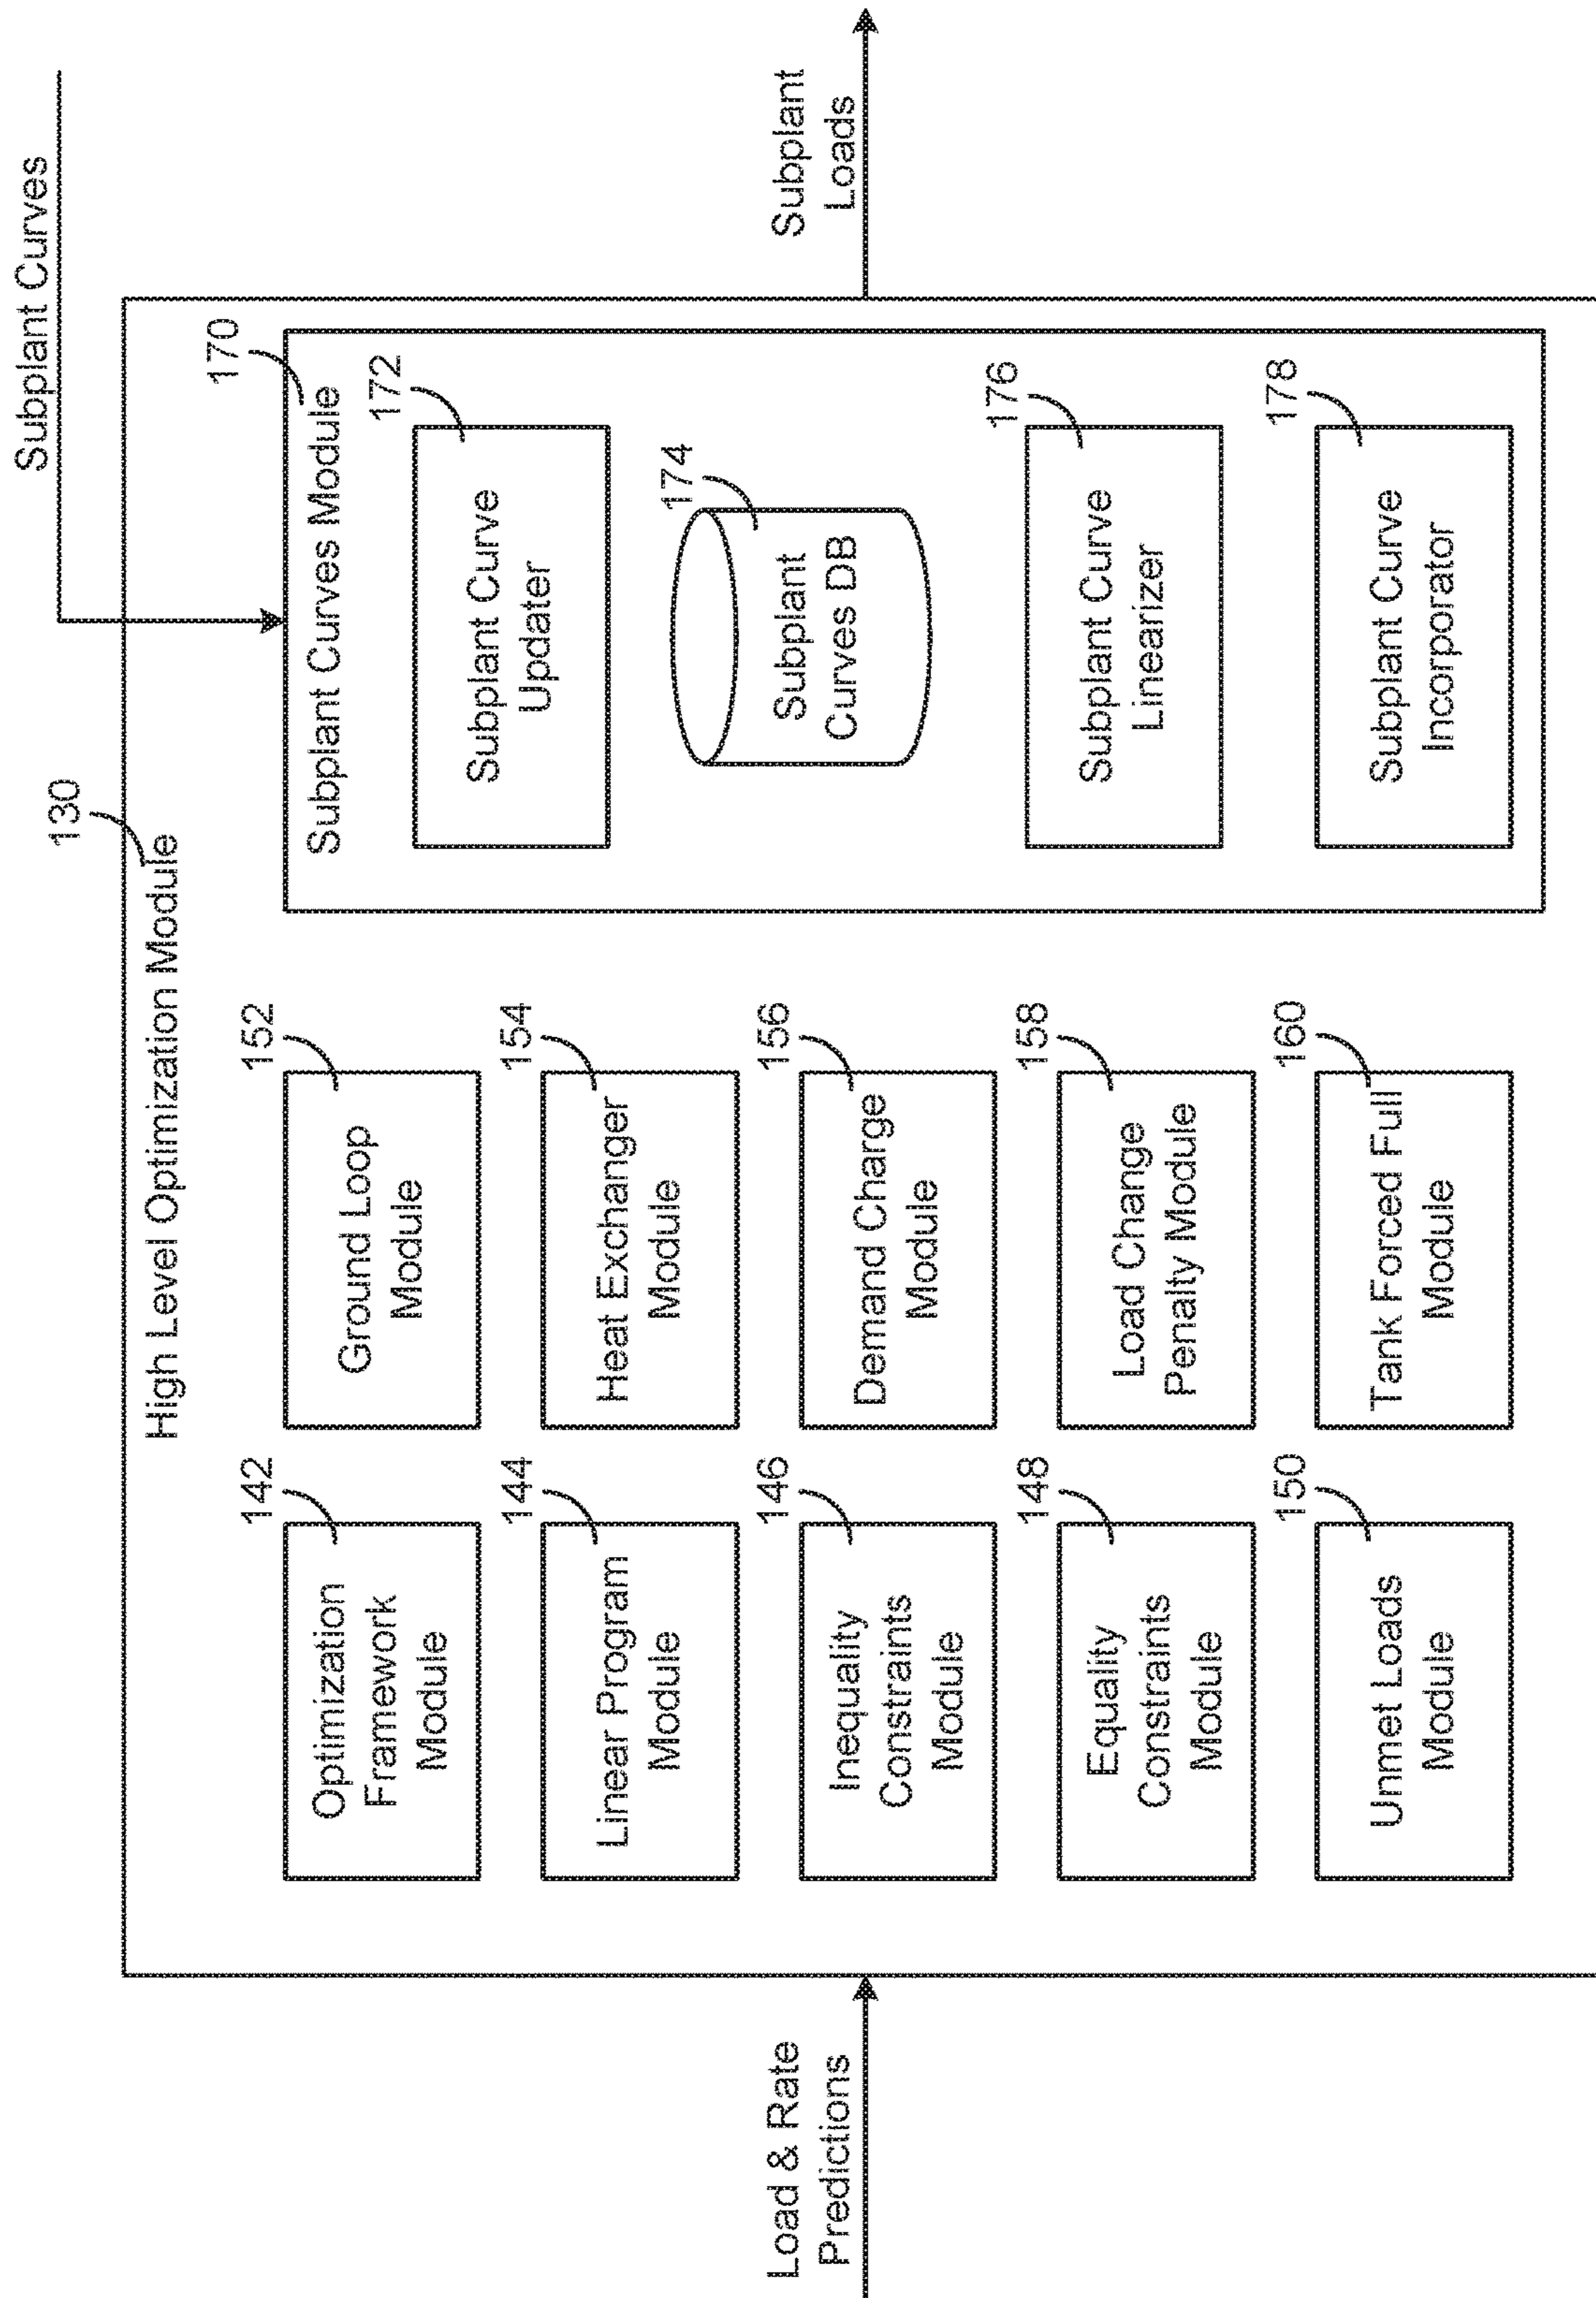 Subplant Curves
130
High Level Optimization Module
Load & Rate
Predictions
142
Optimization
Framework
Module
144
Linear Program
Module
146
Inequality
Constraints
Module
148
Equality
Constraints
Module
150
Unmet Loads
Module
152
Ground Loop
Module
154
Heat Exchanger
Module
156
Demand Charge
Module
158
Load Change
Penalty Module
160
Tank Forced Full
Module
170
Subplant Curves Module
172
Subplant Curve
Updater
174
Subplant
Curves DB
176
Subplant Curve
Linearizer
178
Subplant Curve
Incorporator
Subplant
Loads